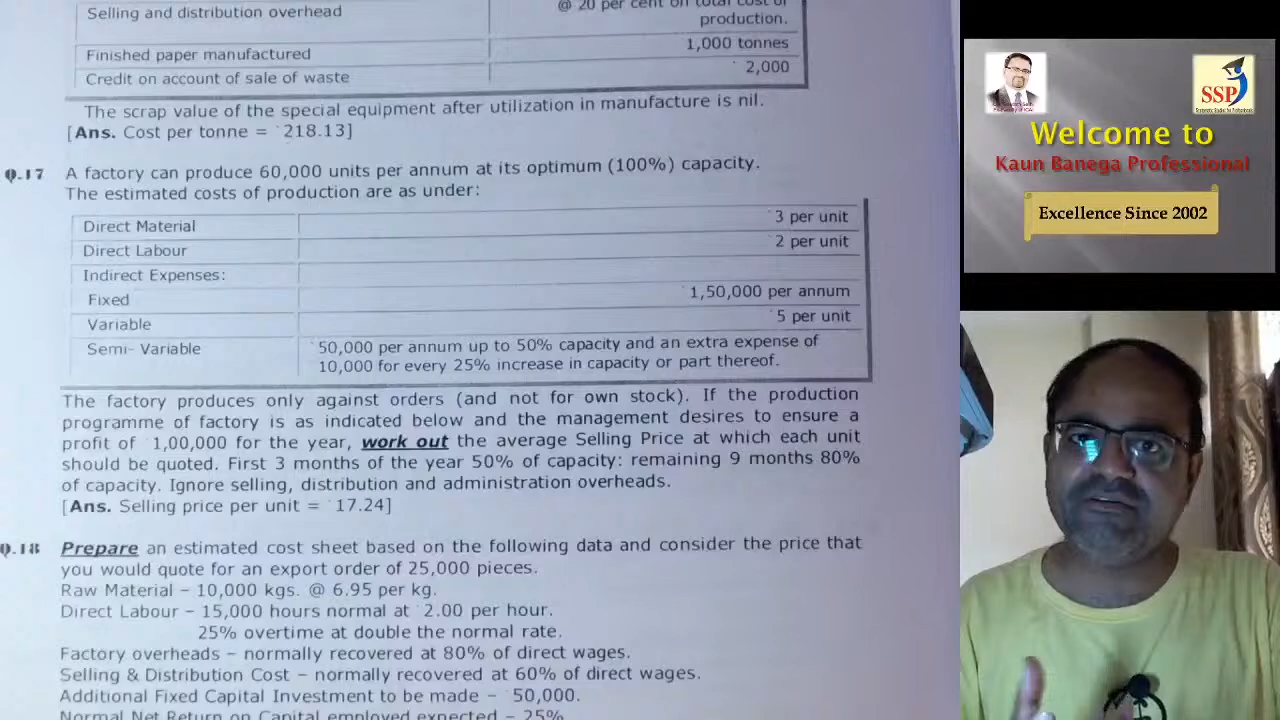 Selling and distribution overhead
@ 20 per cent on total cost of
production.
Finished paper manufactured
1,000 tonnes
Credit on account of sale of waste
` 2,000
The scrap value of the special equipment after utilization in manufacture is nil.
[Ans. Cost per tonne = ` 218.13]
Q.17 A factory can produce 60,000 units per annum at its optimum (100%) capacity.
The estimated costs of production are as under:
Direct Material ` 3 per unit
Direct Labour ` 2 per unit
Indirect Expenses:
Fixed ` 1,50,000 per annum
Variable ` 5 per unit
Semi- Variable ` 50,000 per annum up to 50% capacity and an extra expense of
10,000 for every 25% increase in capacity or part thereof.
The factory produces only against orders (and not for own stock). If the production
programme of factory is as indicated below and the management desires to ensure a
profit of ` 1,00,000 for the year, work out the average Selling Price at which each unit
should be quoted. First 3 months of the year 50% of capacity: remaining 9 months 80%
of capacity. Ignore selling, distribution and administration overheads.
[Ans. Selling price per unit = ` 17.24]
Q.18 Prepare an estimated cost sheet based on the following data and consider the price that
you would quote for an export order of 25,000 pieces.
Raw Material – 10,000 kgs. @ 6.95 per kg.
Direct Labour – 15,000 hours normal at ` 2.00 per hour.
25% overtime at double the normal rate.
Factory overheads – normally recovered at 80% of direct wages.
Selling & Distribution Cost – normally recovered at 60% of direct wages.
Additional Fixed Capital Investment to be made – ` 50,000.
Normal Net Return on Capital employed expected – 25%
SSP
Welcome to
Kaun Banega Professional
Excellence Since 2002